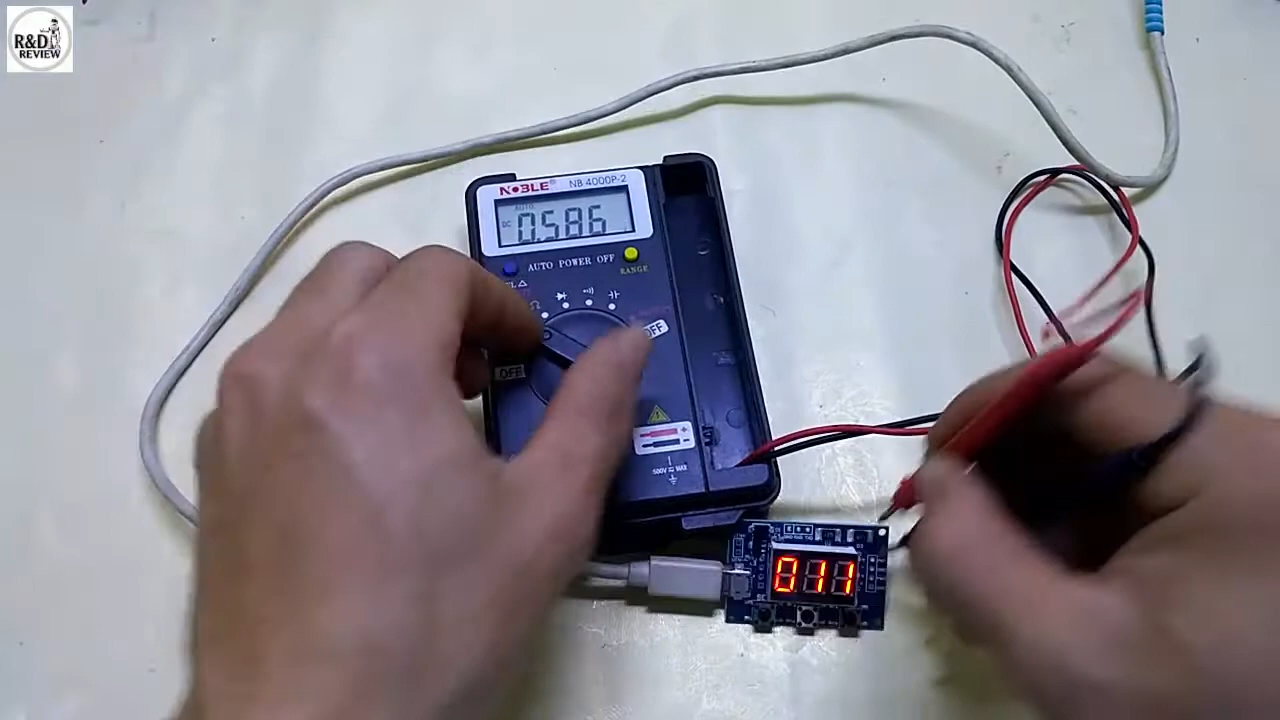 R&D
REVIEW
NOBLE® NB 4000P-2
AUTO
DC
0.586
AUTO POWER OFF
RANGE
OFF
OFF
500V MAX
011